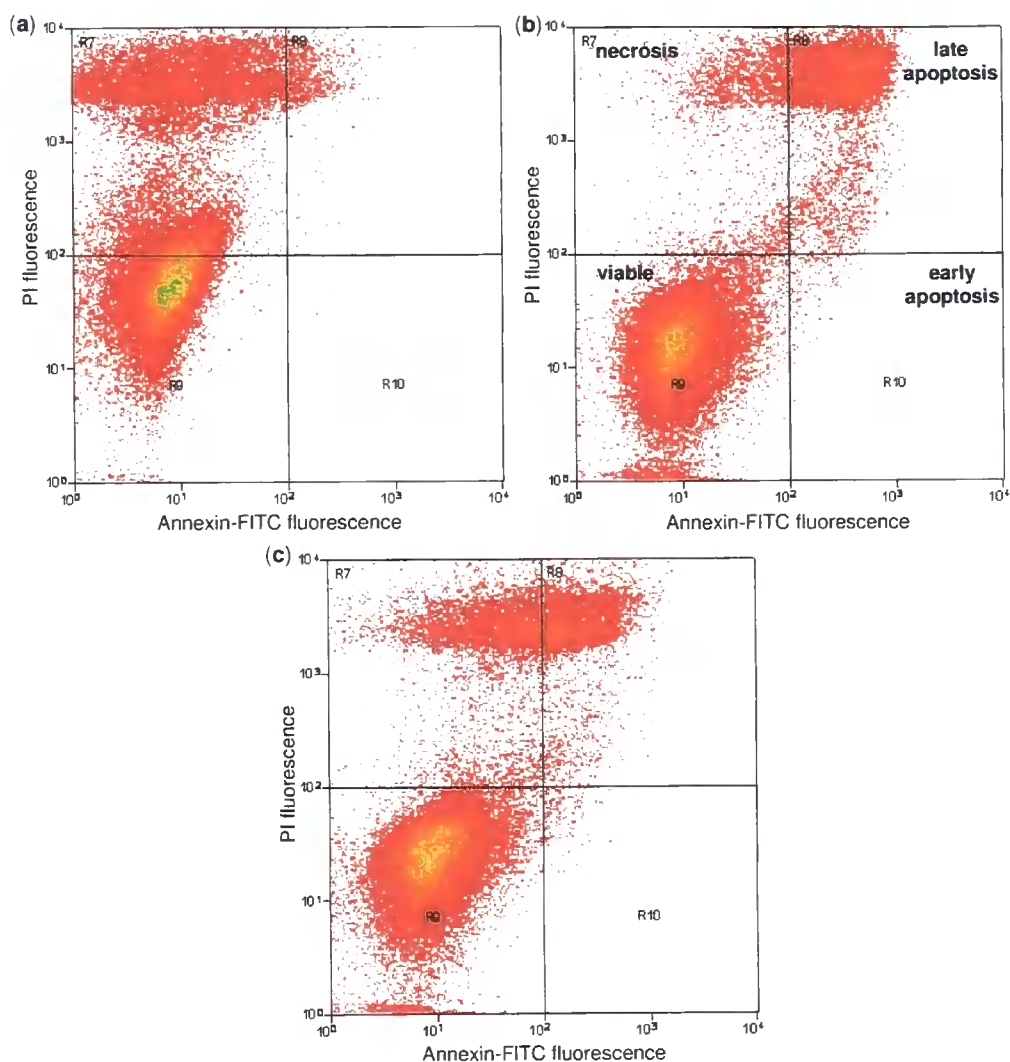 (a)
R7
R8
10⁴
10³
10²
10¹
10⁰
PI fluorescence
R9
R10
10⁰
10¹
10²
10³
10⁴
Annexin-FITC fluorescence
(b)
R7
necrosis
R8
late
apoptosis
10⁴
10³
10²
10¹
10⁰
PI fluorescence
viable
early
apoptosis
R9
R10
10⁰
10¹
10²
10³
10⁴
Annexin-FITC fluorescence
(c)
R7
R8
10⁴
10³
10²
10¹
10⁰
PI fluorescence
R9
R10
10⁰
10¹
10²
10³
10⁴
Annexin-FITC fluorescence